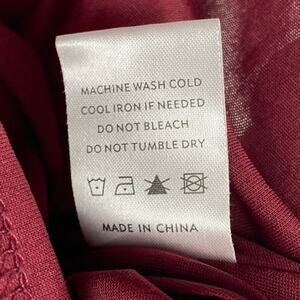 MACHINE WASH COLD
COOL IRON IF NEEDED
DO NOT BLEACH
DO NOT TUMBLE DRY
MADE IN CHINA